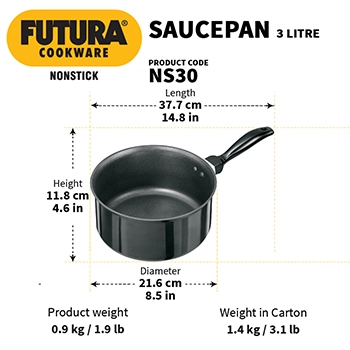 FUTURA®
COOKWARE
NONSTICK
SAUCEPAN 3 LITRE
PRODUCT CODE
NS30
Length
37.7 cm
14.8 in
Height
11.8 cm
4.6 in
Diameter
21.6 cm
8.5 in
Product weight
0.9 kg / 1.9 lb
Weight in Carton
1.4 kg / 3.1 lb